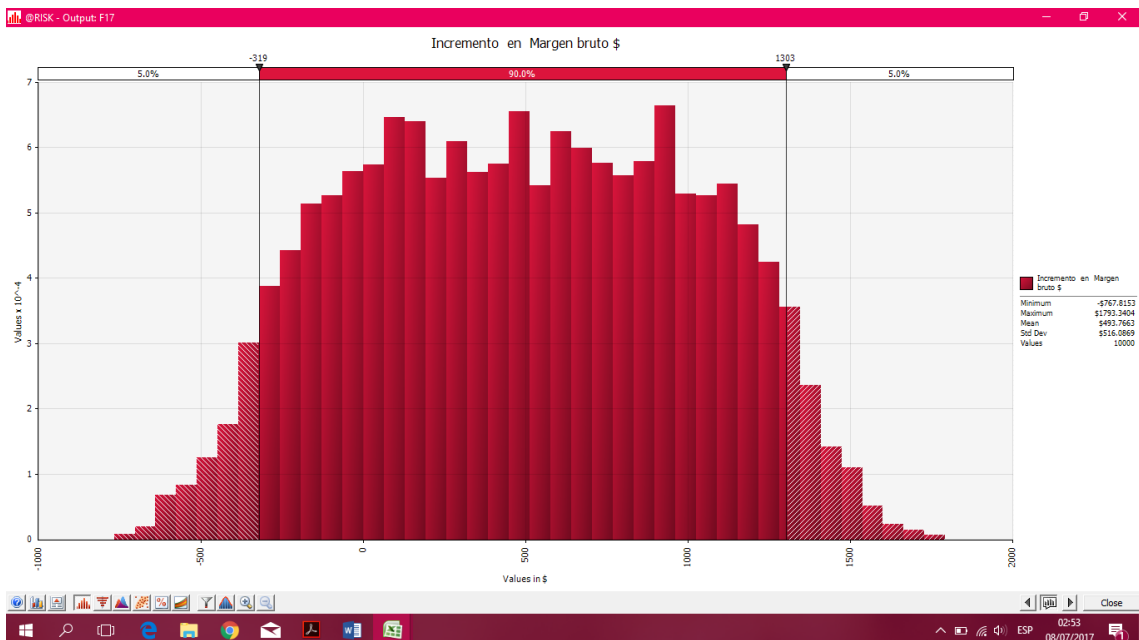 @RISK - Output: F17
Incremento en Margen bruto $
-319 1303
5.0% 90.0% 5.0%
7
6
5
4
3
2
1
0
Values x 10^-4
-1000 -500 0 500 1000 1500 2000
Values in $
Incremento en Margen
bruto $
Minimum -$767.8153
Maximum $1793.3404
Mean $493.7663
Std Dev $516.0869
Values 10000
Close
ESP
02:53
08/07/2017